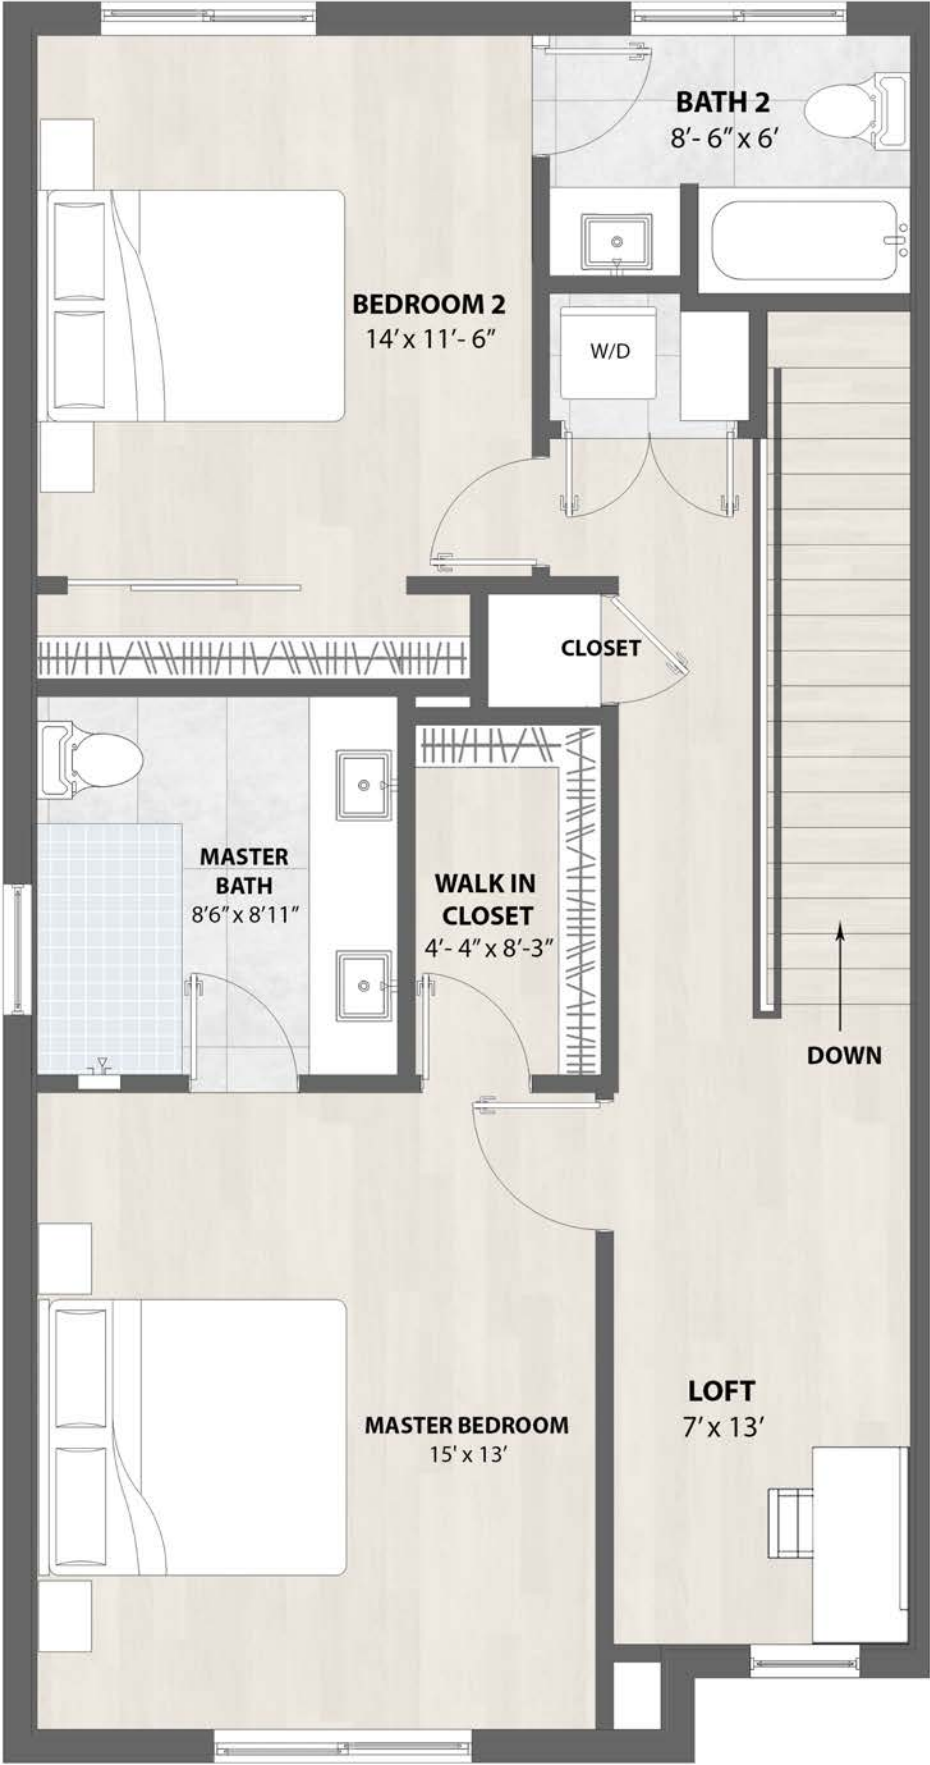 BATH 2
8'- 6" x 6'
BEDROOM 2
14' x 11'- 6"
W/D
CLOSET
MASTER
BATH
8'6" x 8'11"
WALK IN
CLOSET
4'- 4" x 8'-3"
DOWN
LOFT
7' x 13'
MASTER BEDROOM
15' x 13'